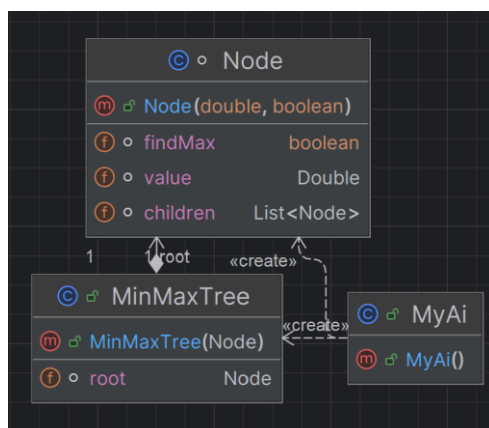 Node
Node(double, boolean)
findMax boolean
value Double
children List<Node>
1 1 root «create»
MinMaxTree
MinMaxTree(Node)
root Node
«create»
MyAi
MyAi()